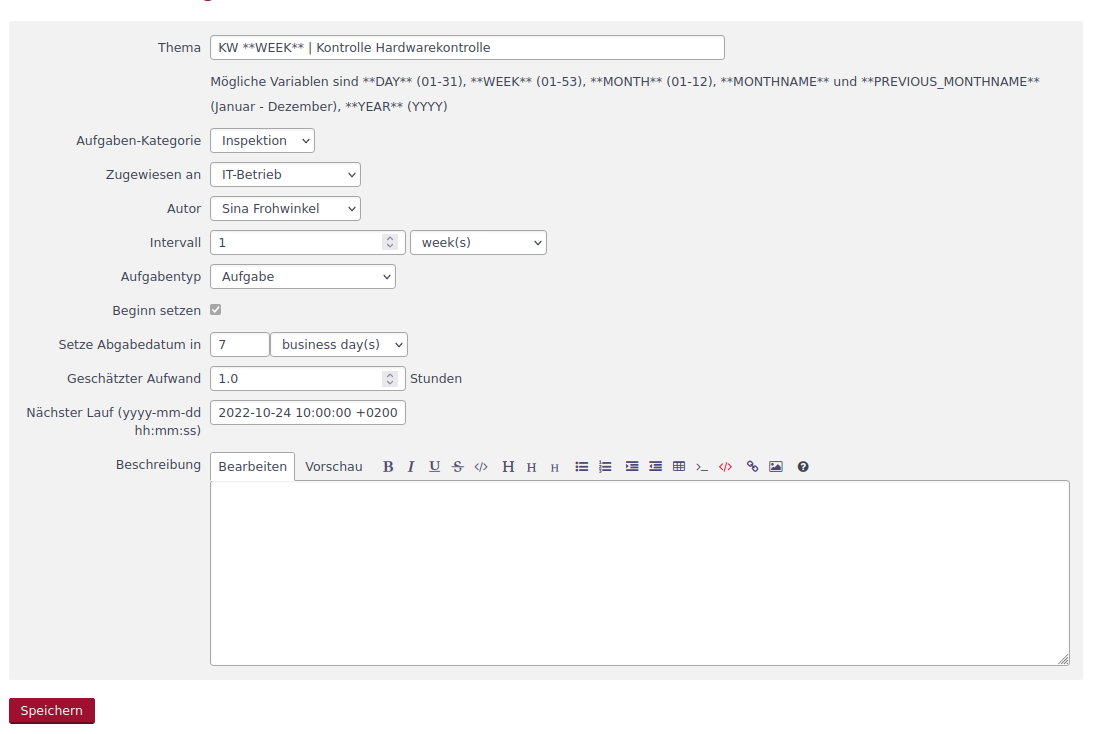 Thema KW **WEEK** | Kontrolle Hardwarekontrolle
Mögliche Variablen sind **DAY** (01-31), **WEEK** (01-53), **MONTH** (01-12), **MONTHNAME** und **PREVIOUS_MONTHNAME**
(Januar - Dezember), **YEAR** (YYYY)
Aufgaben-Kategorie Inspektion
Zugewiesen an IT-Betrieb
Autor Sina Frohwinkel
Intervall 1 week(s)
Aufgabentyp Aufgabe
Beginn setzen
Setze Abgabedatum in 7 business day(s)
Geschätzter Aufwand 1.0 Stunden
Nächster Lauf (yyyy-mm-dd 2022-10-24 10:00:00 +0200
hh:mm:ss)
Beschreibung Bearbeiten Vorschau B I U S </> H H H >_ </> ?
Speichern